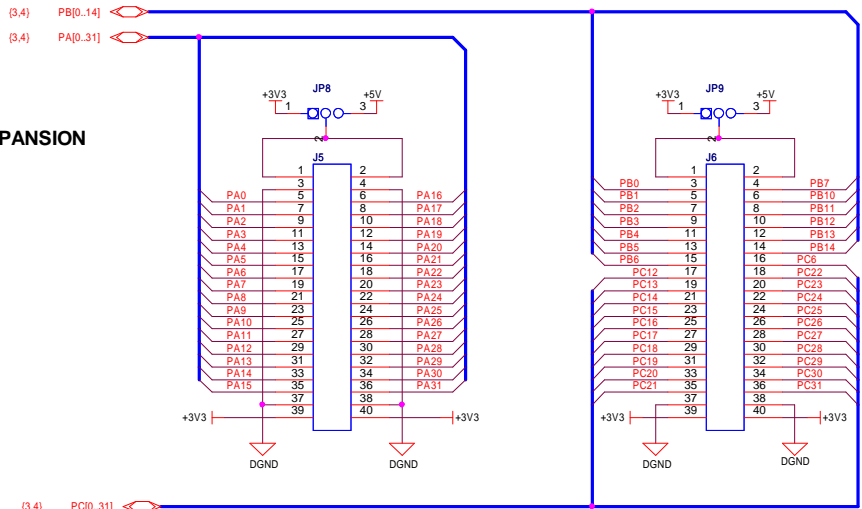 {3,4} PB[0..14]
{3,4} PA[0..31]
PANSION
JP8
+3V3 1 3 +5V
2
J5
1 2
3 4
PA0 5 6 PA16
PA1 7 8 PA17
PA2 9 10 PA18
PA3 11 12 PA19
PA4 13 14 PA20
PA5 15 16 PA21
PA6 17 18 PA22
PA7 19 20 PA23
PA8 21 22 PA24
PA9 23 24 PA25
PA10 25 26 PA26
PA11 27 28 PA27
PA12 29 30 PA28
PA13 31 32 PA29
PA14 33 34 PA30
PA15 35 36 PA31
37 38
+3V3 39 40 +3V3
DGND DGND
JP9
+3V3 1 3 +5V
2
J6
1 2
PB0 3 4 PB7
PB1 5 6 PB10
PB2 7 8 PB11
PB3 9 10 PB12
PB4 11 12 PB13
PB5 13 14 PB14
PB6 15 16 PC6
PC12 17 18 PC22
PC13 19 20 PC23
PC14 21 22 PC24
PC15 23 24 PC25
PC16 25 26 PC26
PC17 27 28 PC27
PC18 29 30 PC28
PC19 31 32 PC29
PC20 33 34 PC30
PC21 35 36 PC31
37 38
+3V3 39 40 +3V3
DGND DGND
{3,4} PC[0..31]